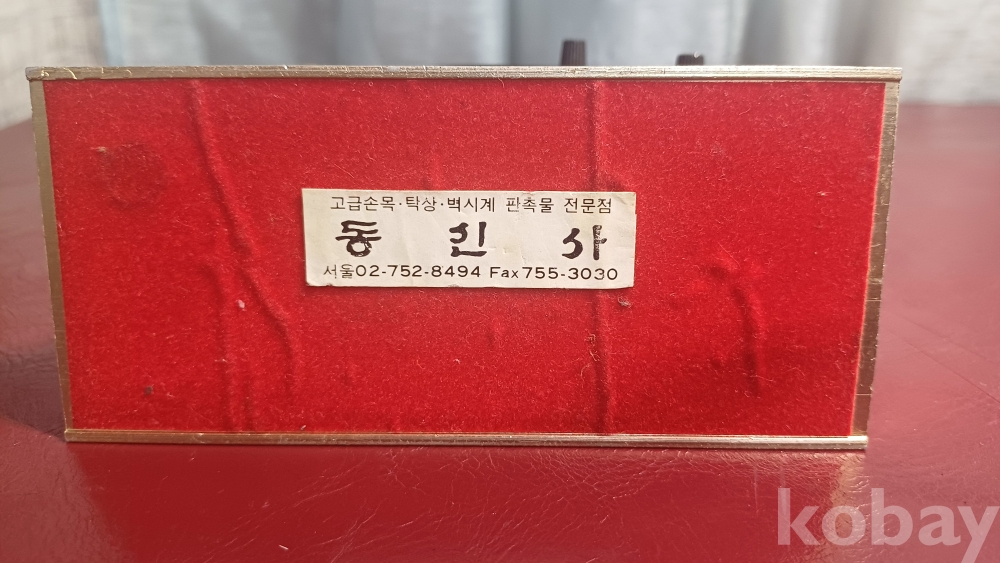 고급손목·탁상·벽시계 판촉물 전문점
동인사
서울02-752-8494 Fax755-3030
kobay